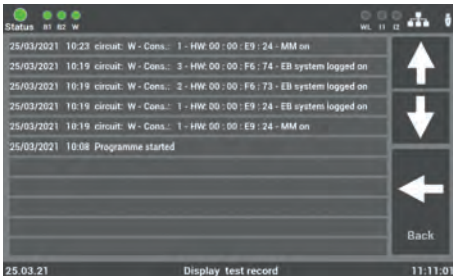 Status B1 B2 W WL I1 I2
25/03/2021 10:23 circuit: W - Cons.: 1 - HW: 00 : 00 : E9 : 24 - MM on
25/03/2021 10:19 circuit: W - Cons.: 3 - HW: 00 : 00 : F6 : 74 - EB system logged on
25/03/2021 10:19 circuit: W - Cons.: 2 - HW: 00 : 00 : F6 : 73 - EB system logged on
25/03/2021 10:19 circuit: W - Cons.: 1 - HW: 00 : 00 : E9 : 24 - EB system logged on
25/03/2021 10:19 circuit: W - Cons.: 1 - HW: 00 : 00 : E9 : 24 - MM on
25/03/2021 10:08 Programme started
Back
25.03.21 Display test record 11:11:01